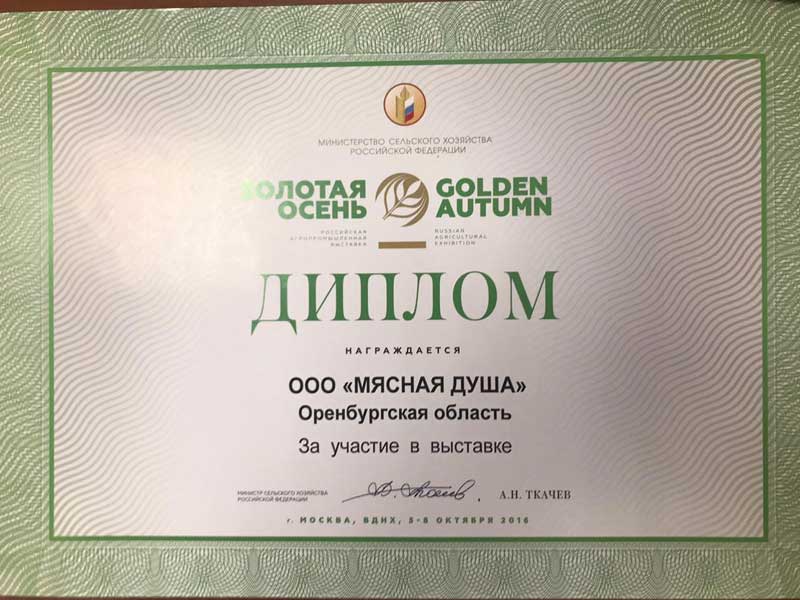 МИНИСТЕРСТВО СЕЛЬСКОГО ХОЗЯЙСТВА
РОССИЙСКОЙ ФЕДЕРАЦИИ
ЗОЛОТАЯ
ОСЕНЬ
РОССИЙСКАЯ
АГРОПРОМЫШЛЕННАЯ
ВЫСТАВКА
GOLDEN
AUTUMN
RUSSIAN
AGRICULTURAL
EXHIBITION
ДИПЛОМ
НАГРАЖДАЕТСЯ
ООО «МЯСНАЯ ДУША»
Оренбургская область
За участие в выставке
МИНИСТР СЕЛЬСКОГО ХОЗЯЙСТВА
РОССИЙСКОЙ ФЕДЕРАЦИИ
А.Н. ТКАЧЕВ
г. МОСКВА, ВДНХ, 5-8 ОКТЯБРЯ 2016